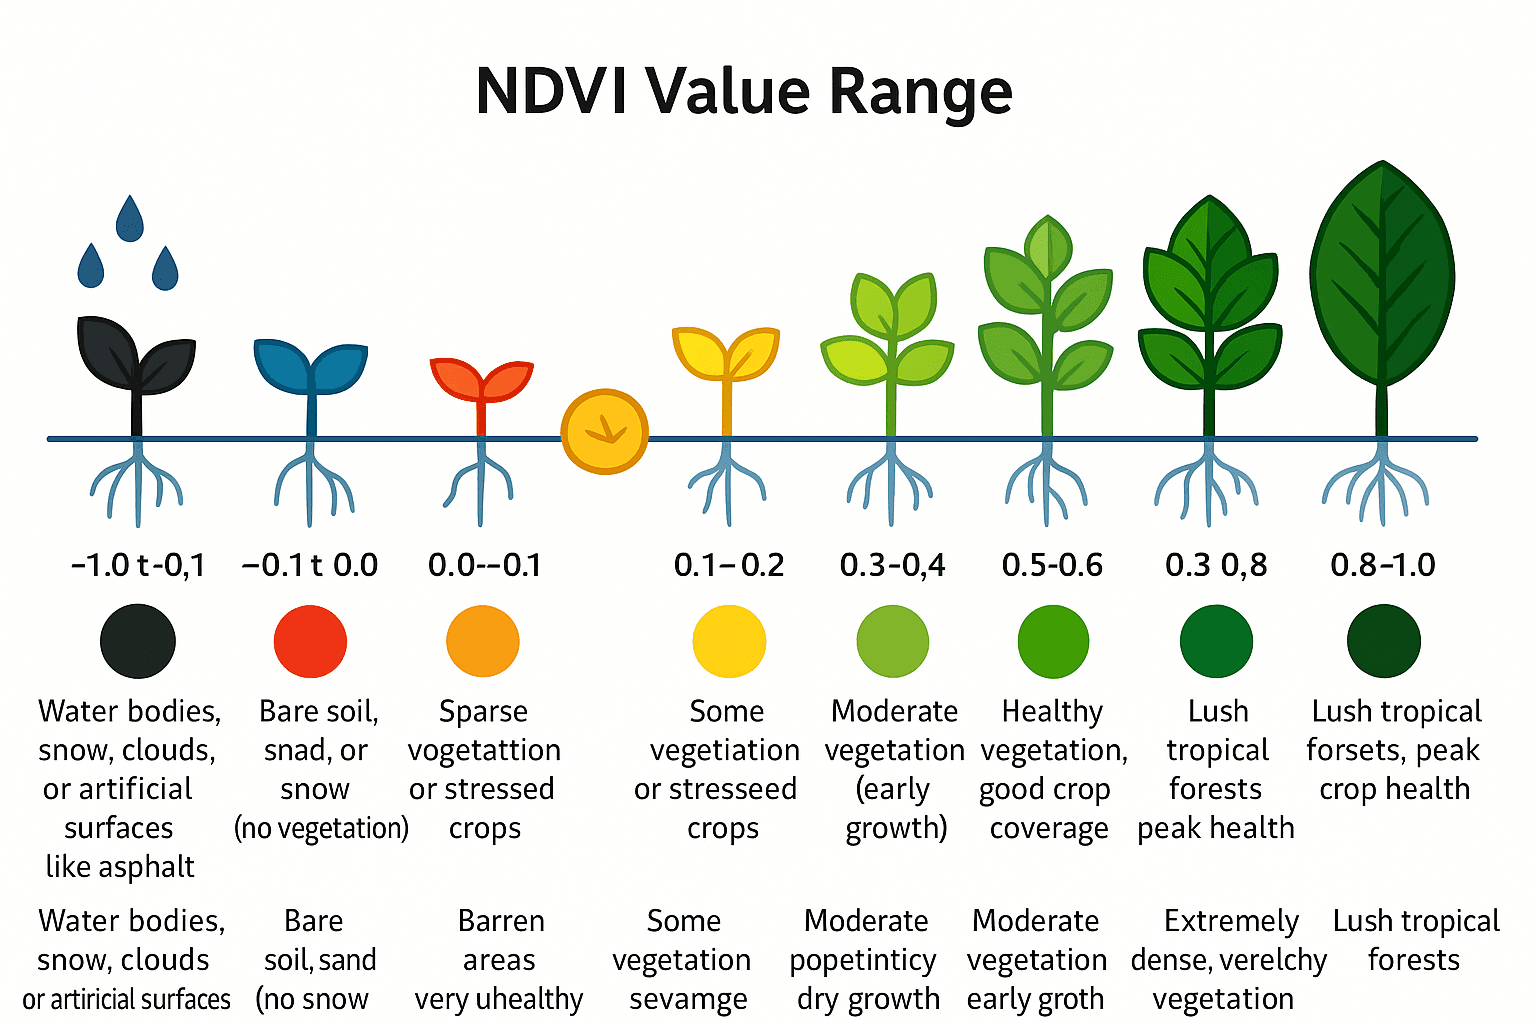 NDVI Value Range
–1.0 t -0,1
–0.1 t 0.0
0.0-–0.1
0.1–0.2
0.3-0,4
0.5-0.6
0.3 0,8
0.8–1.0
Water bodies,
snow, clouds,
or artificial
surfaces
like asphalt
Bare soil,
snad, or
snow
(no vegetation)
Sparse
vogetattion
or stressed
crops
Some
vegetiation
or stresseed
crops
Moderate
vegetation
(early
growth)
Healthy
vegetation,
good crop
coverage
Lush
tropical
forests
peak health
Lush tropical
forsets, peak
crop health
Water bodies,
snow, clouds
or artiricial surfaces
Bare
soil, sand
(no snow
Barren
areas
very uhealthy
Some
vegetation
sevamge
Moderate
popetinticy
dry growth
Moderate
vegetation
early groth
Extremely
dense, verelchy
vegetation
Lush tropical
forests